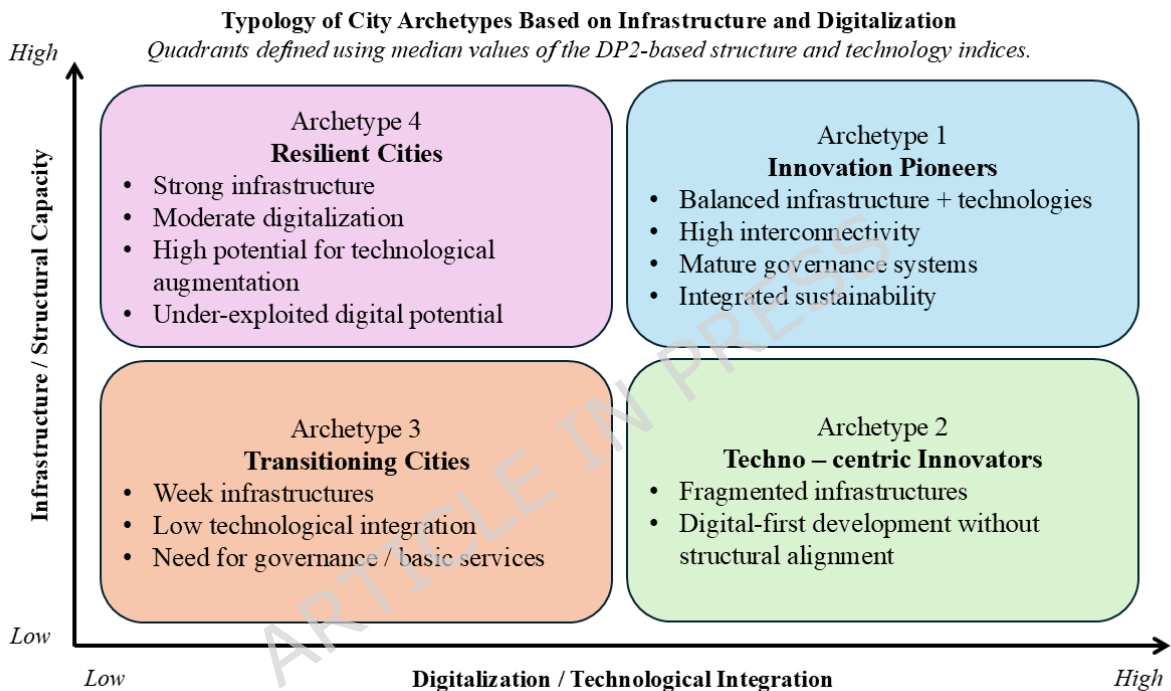 Typology of City Archetypes Based on Infrastructure and Digitalization
Quadrants defined using median values of the DP2-based structure and technology indices.
High
Infrastructure / Structural Capacity
Archetype 4
Resilient Cities
• Strong infrastructure
• Moderate digitalization
• High potential for technological
augmentation
• Under-exploited digital potential
Archetype 1
Innovation Pioneers
• Balanced infrastructure + technologies
• High interconnectivity
• Mature governance systems
• Integrated sustainability
Archetype 3
Transitioning Cities
• Week infrastructures
• Low technological integration
• Need for governance / basic services
Archetype 2
Techno – centric Innovators
• Fragmented infrastructures
• Digital-first development without
structural alignment
Low
Low
Digitalization / Technological Integration
High
ARTICLE IN PRESS